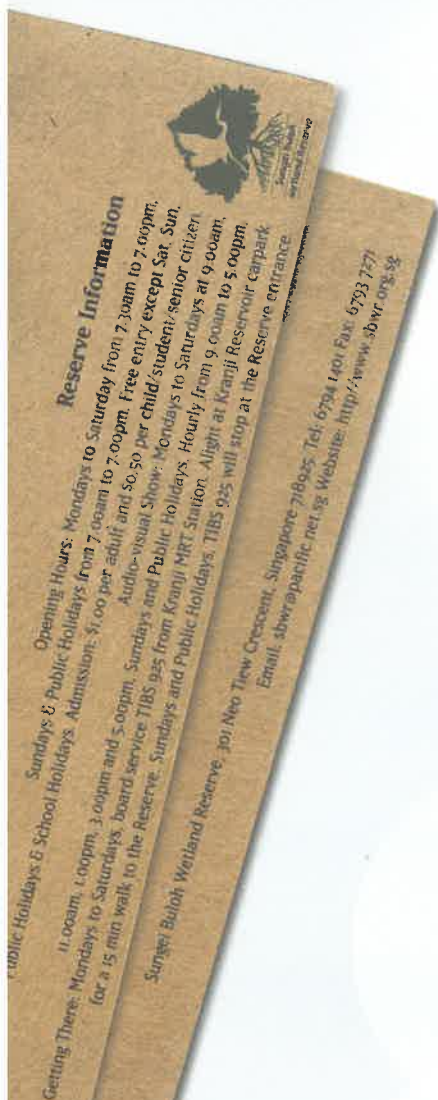 Sungei Buloh
Wetland Reserve
Reserve Information
Opening Hours: Mondays to Saturday from 7.30am to 7.00pm,
Sundays & Public Holidays from 7.00am to 7.00pm. Free entry except Sat, Sun,
Public Holidays & School Holidays. Admission: $1.00 per adult and $0.50 per child/student/senior citizen.
Audio-visual Show: Mondays to Saturdays at 9.00am,
11.00am, 1.00pm, 3.00pm and 5.00pm. Sundays and Public Holidays, Hourly from 9.00am to 5.00pm.
Getting There: Mondays to Saturdays, board service TIBS 925 from Kranji MRT Station. Alight at Kranji Reservoir carpark
for a 15 min walk to the Reserve. Sundays and Public Holidays, TIBS 925 will stop at the Reserve entrance
Sungei Buloh Wetland Reserve, 301 Neo Tiew Crescent, Singapore 718925, Tel: 6794 1401 Fax: 6793 7271
Email: sbwr@pacific.net.sg Website: http//www.sbwr.org.sg